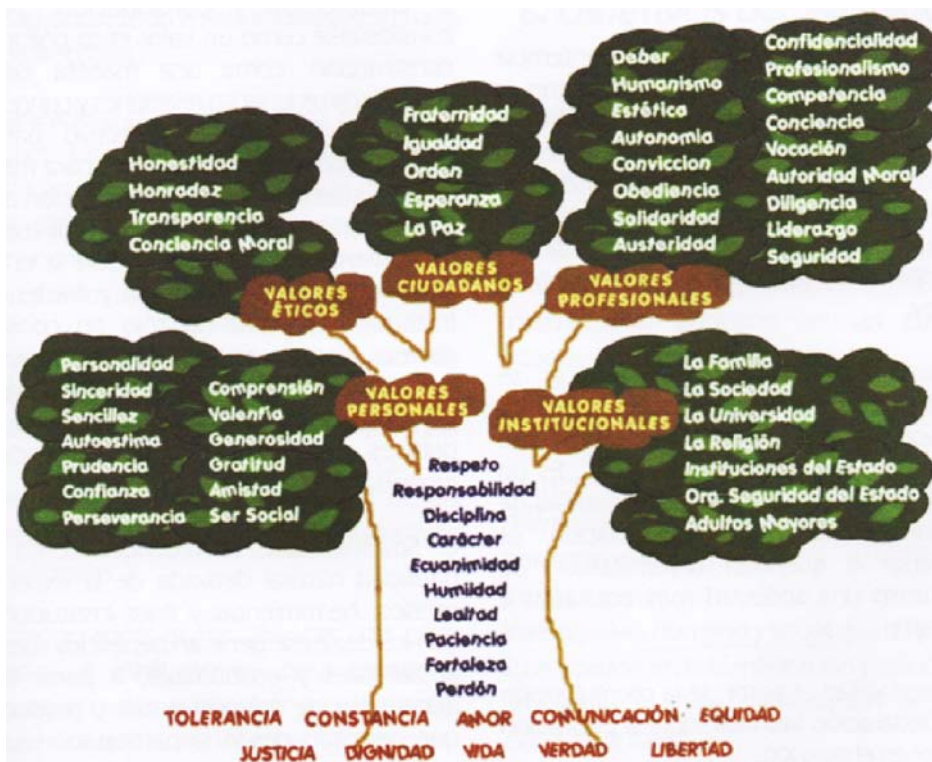 Honestidad
Honradez
Transparencia
Conciencia Moral
VALORES
ÉTICOS
Fraternidad
Igualdad
Orden
Esperanza
La Paz
VALORES
CIUDADANOS
Deber
Humanismo
Estética
Autonomia
Conviccion
Obediencia
Solidaridad
Austeridad
Confidencialidad
Profesionalismo
Competencia
Conciencia
Vocación
Autoridad Moral
Diligencia
Liderazgo
Seguridad
VALORES
PROFESIONALES
Personalidad
Sinceridad
Sencillez
Autoestima
Prudencia
Confianza
Perseverancia
Comprensión
Valentía
Generosidad
Gratitud
Amistad
Ser Social
VALORES
PERSONALES
VALORES
INSTITUCIONALES
La Familia
La Sociedad
La Universidad
La Religión
Instituciones del Estado
Org. Seguridad del Estado
Adultos Mayores
Respeto
Responsabilidad
Disciplina
Carácter
Ecuanimidad
Humildad
Lealtad
Paciencia
Fortaleza
Perdón
TOLERANCIA CONSTANCIA AMOR COMUNICACIÓN EQUIDAD
JUSTICIA DIGNIDAD VIDA VERDAD LIBERTAD